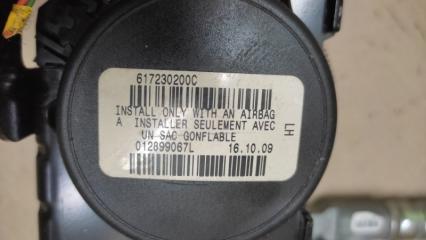 617230200C
INSTALL ONLY WITH AN AIRBAG
A INSTALLER SEULEMENT AVEC
UN SAC GONFLABLE
012899067L 16.10.09
LH